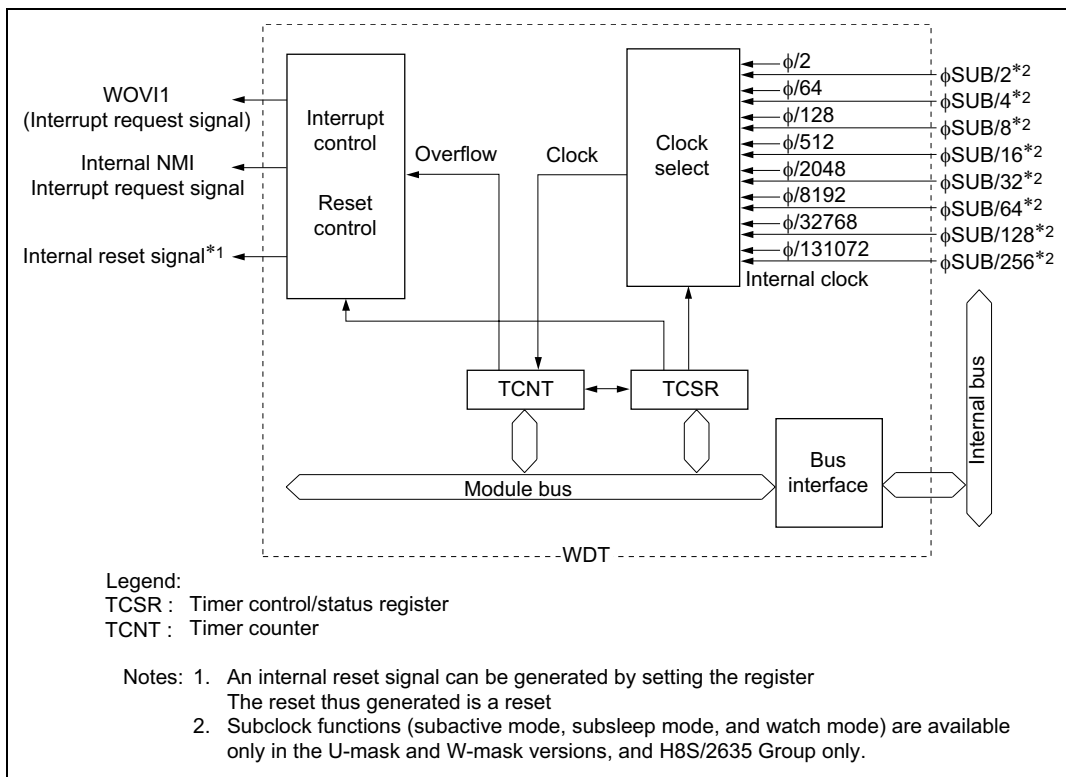 WOVI1
(Interrupt request signal)
Internal NMI
Interrupt request signal
Internal reset signal*1
Interrupt
control
Reset
control
Overflow
Clock
Clock
select
ϕ/2
ϕ/64
ϕ/128
ϕ/512
ϕ/2048
ϕ/8192
ϕ/32768
ϕ/131072
Internal clock
ϕSUB/2*2
ϕSUB/4*2
ϕSUB/8*2
ϕSUB/16*2
ϕSUB/32*2
ϕSUB/64*2
ϕSUB/128*2
ϕSUB/256*2
TCNT
TCSR
Module bus
Bus
interface
Internal bus
WDT
Legend:
TCSR : Timer control/status register
TCNT : Timer counter
Notes: 1. An internal reset signal can be generated by setting the register
The reset thus generated is a reset
2. Subclock functions (subactive mode, subsleep mode, and watch mode) are available
only in the U-mask and W-mask versions, and H8S/2635 Group only.